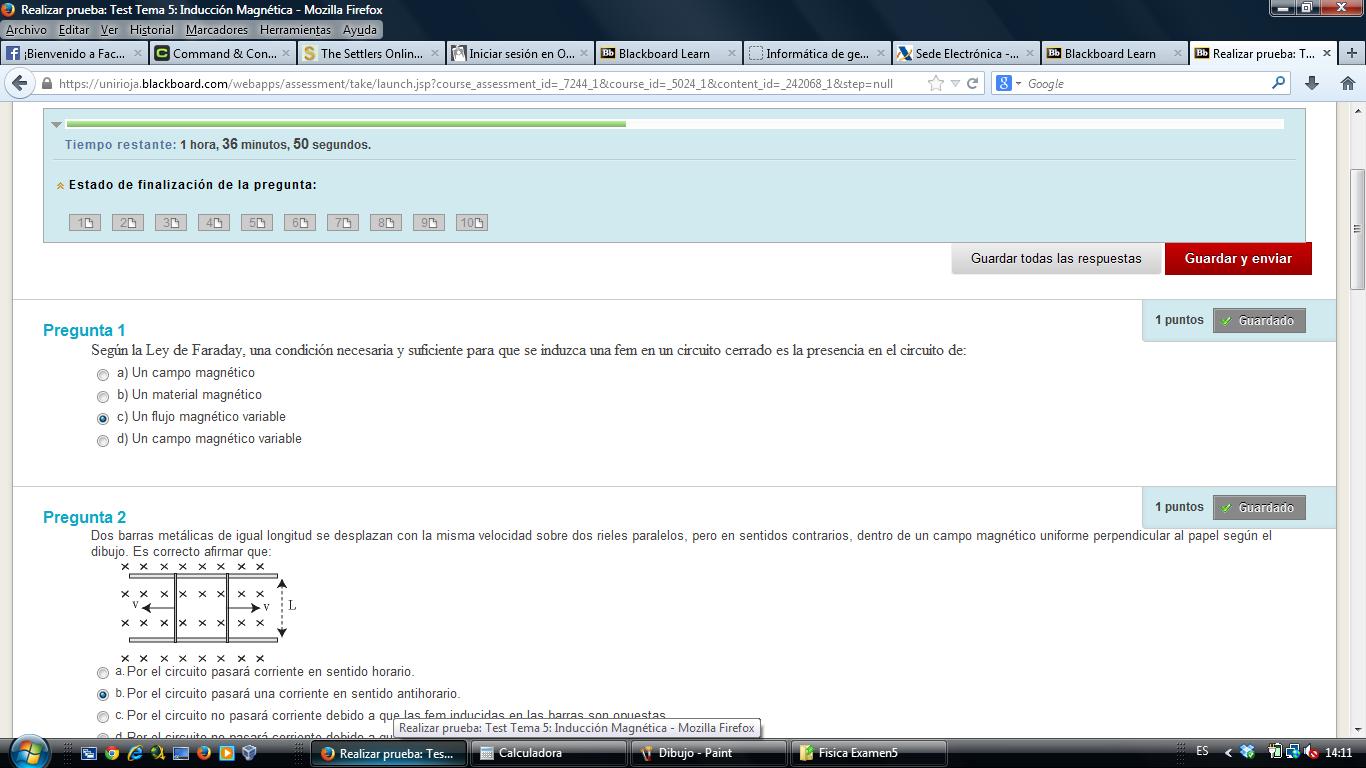 Realizar prueba: Test Tema 5: Inducción Magnética - Mozilla Firefox
Archivo Editar Ver Historial Marcadores Herramientas Ayuda
¡Bienvenido a Fac... Command & Con... The Settlers Onlin... Iniciar sesión en O... Blackboard Learn Informática de ge... Sede Electrónica -... Blackboard Learn Realizar prueba: T...
https://unirioja.blackboard.com/webapps/assessment/take/launch.jsp?course_assessment_id=_7244_1&course_id=_5024_1&content_id=_242068_1&step=null Google
Tiempo restante: 1 hora, 36 minutos, 50 segundos.
Estado de finalización de la pregunta:
1 2 3 4 5 6 7 8 9 10
Guardar todas las respuestas Guardar y enviar
1 puntos Guardado
Pregunta 1
Según la Ley de Faraday, una condición necesaria y suficiente para que se induzca una fem en un circuito cerrado es la presencia en el circuito de:
a) Un campo magnético
b) Un material magnético
c) Un flujo magnético variable
d) Un campo magnético variable
1 puntos Guardado
Pregunta 2
Dos barras metálicas de igual longitud se desplazan con la misma velocidad sobre dos rieles paralelos, pero en sentidos contrarios, dentro de un campo magnético uniforme perpendicular al papel según el
dibujo. Es correcto afirmar que:
v v L
a. Por el circuito pasará corriente en sentido horario.
b. Por el circuito pasará una corriente en sentido antihorario.
c. Por el circuito no pasará corriente debido a que las fem inducidas en las barras son opuestas
Realizar prueba: Test Tema 5: Inducción Magnética - Mozilla Firefox
Realizar prueba: Tes... Calculadora Dibujo - Paint Fisica Examen5 ES 14:11